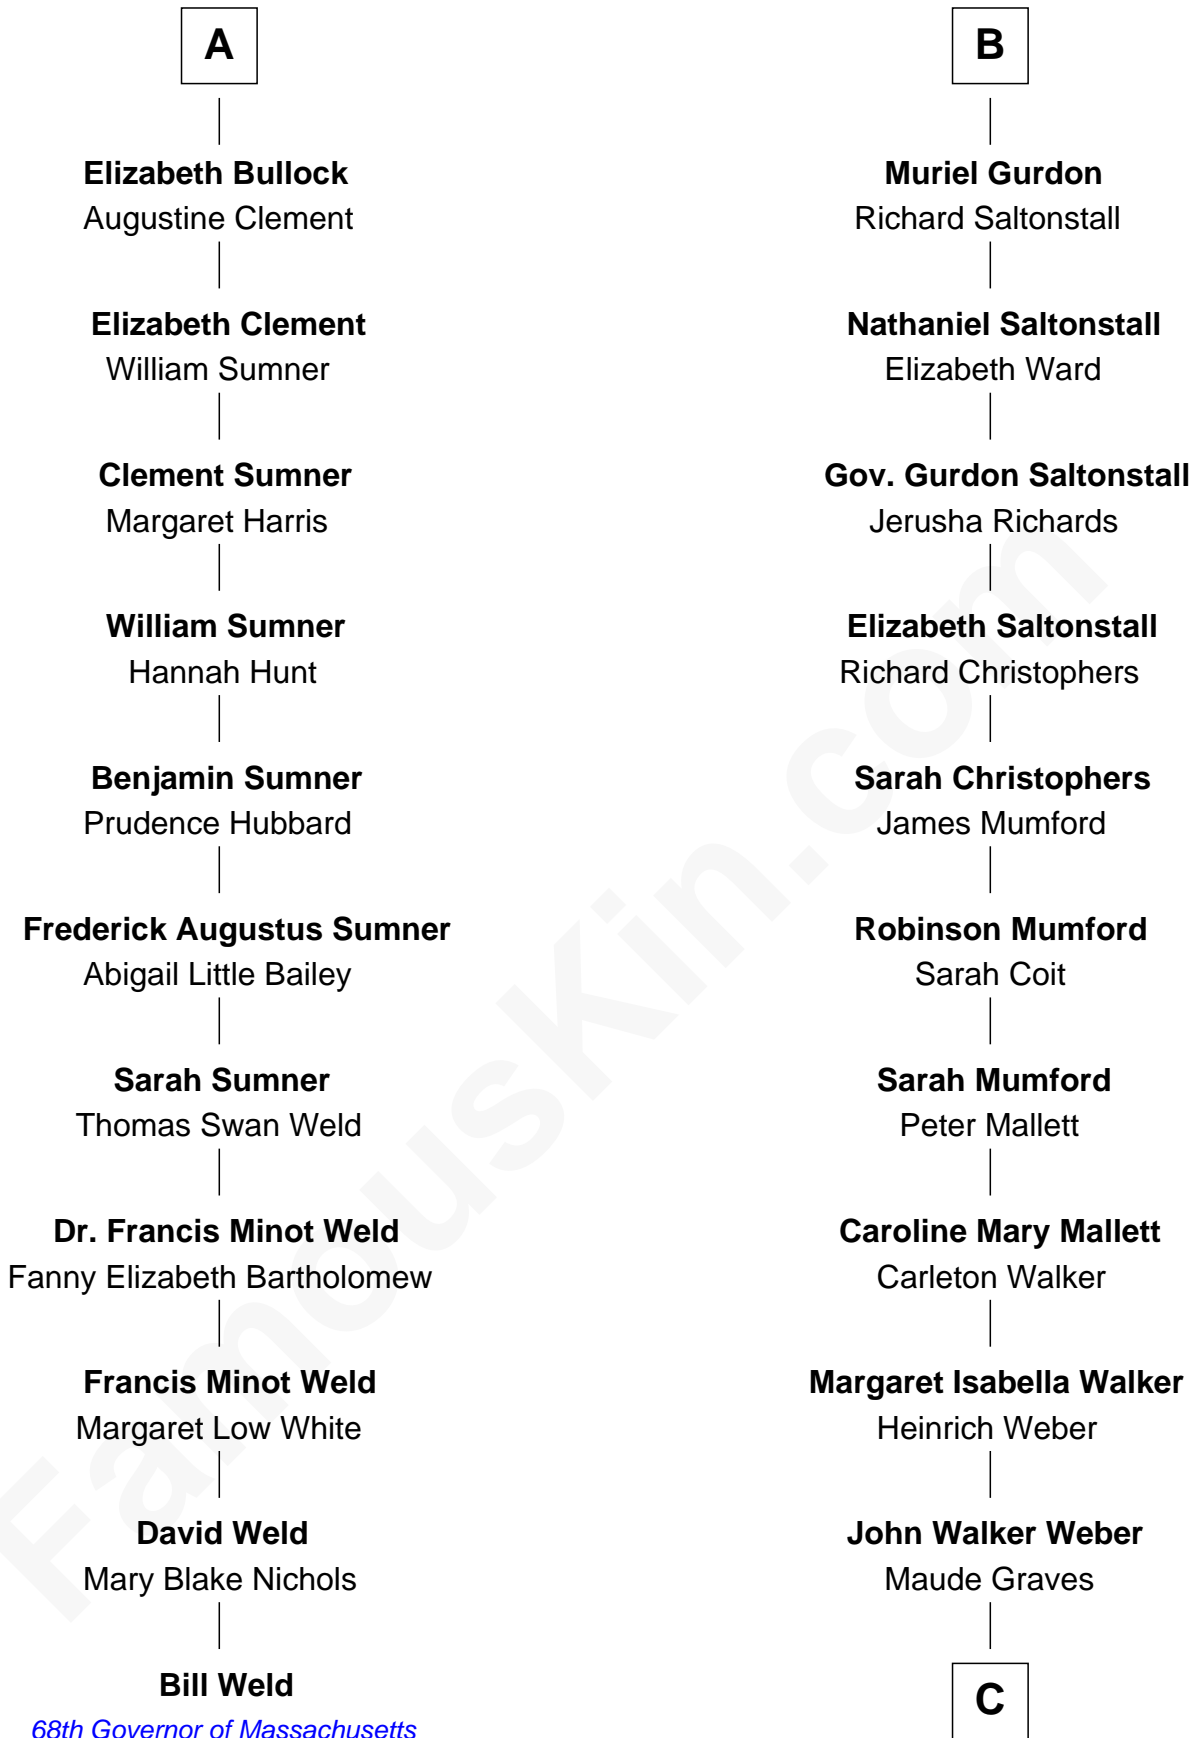 A
Elizabeth Bullock
Augustine Clement
Elizabeth Clement
William Sumner
Clement Sumner
Margaret Harris
William Sumner
Hannah Hunt
Benjamin Sumner
Prudence Hubbard
Frederick Augustus Sumner
Abigail Little Bailey
Sarah Sumner
Thomas Swan Weld
Dr. Francis Minot Weld
Fanny Elizabeth Bartholomew
Francis Minot Weld
Margaret Low White
David Weld
Mary Blake Nichols
Bill Weld
68th Governor of Massachusetts
B
Muriel Gurdon
Richard Saltonstall
Nathaniel Saltonstall
Elizabeth Ward
Gov. Gurdon Saltonstall
Jerusha Richards
Elizabeth Saltonstall
Richard Christophers
Sarah Christophers
James Mumford
Robinson Mumford
Sarah Coit
Sarah Mumford
Peter Mallett
Caroline Mary Mallett
Carleton Walker
Margaret Isabella Walker
Heinrich Weber
John Walker Weber
Maude Graves
C
FamousKin.com